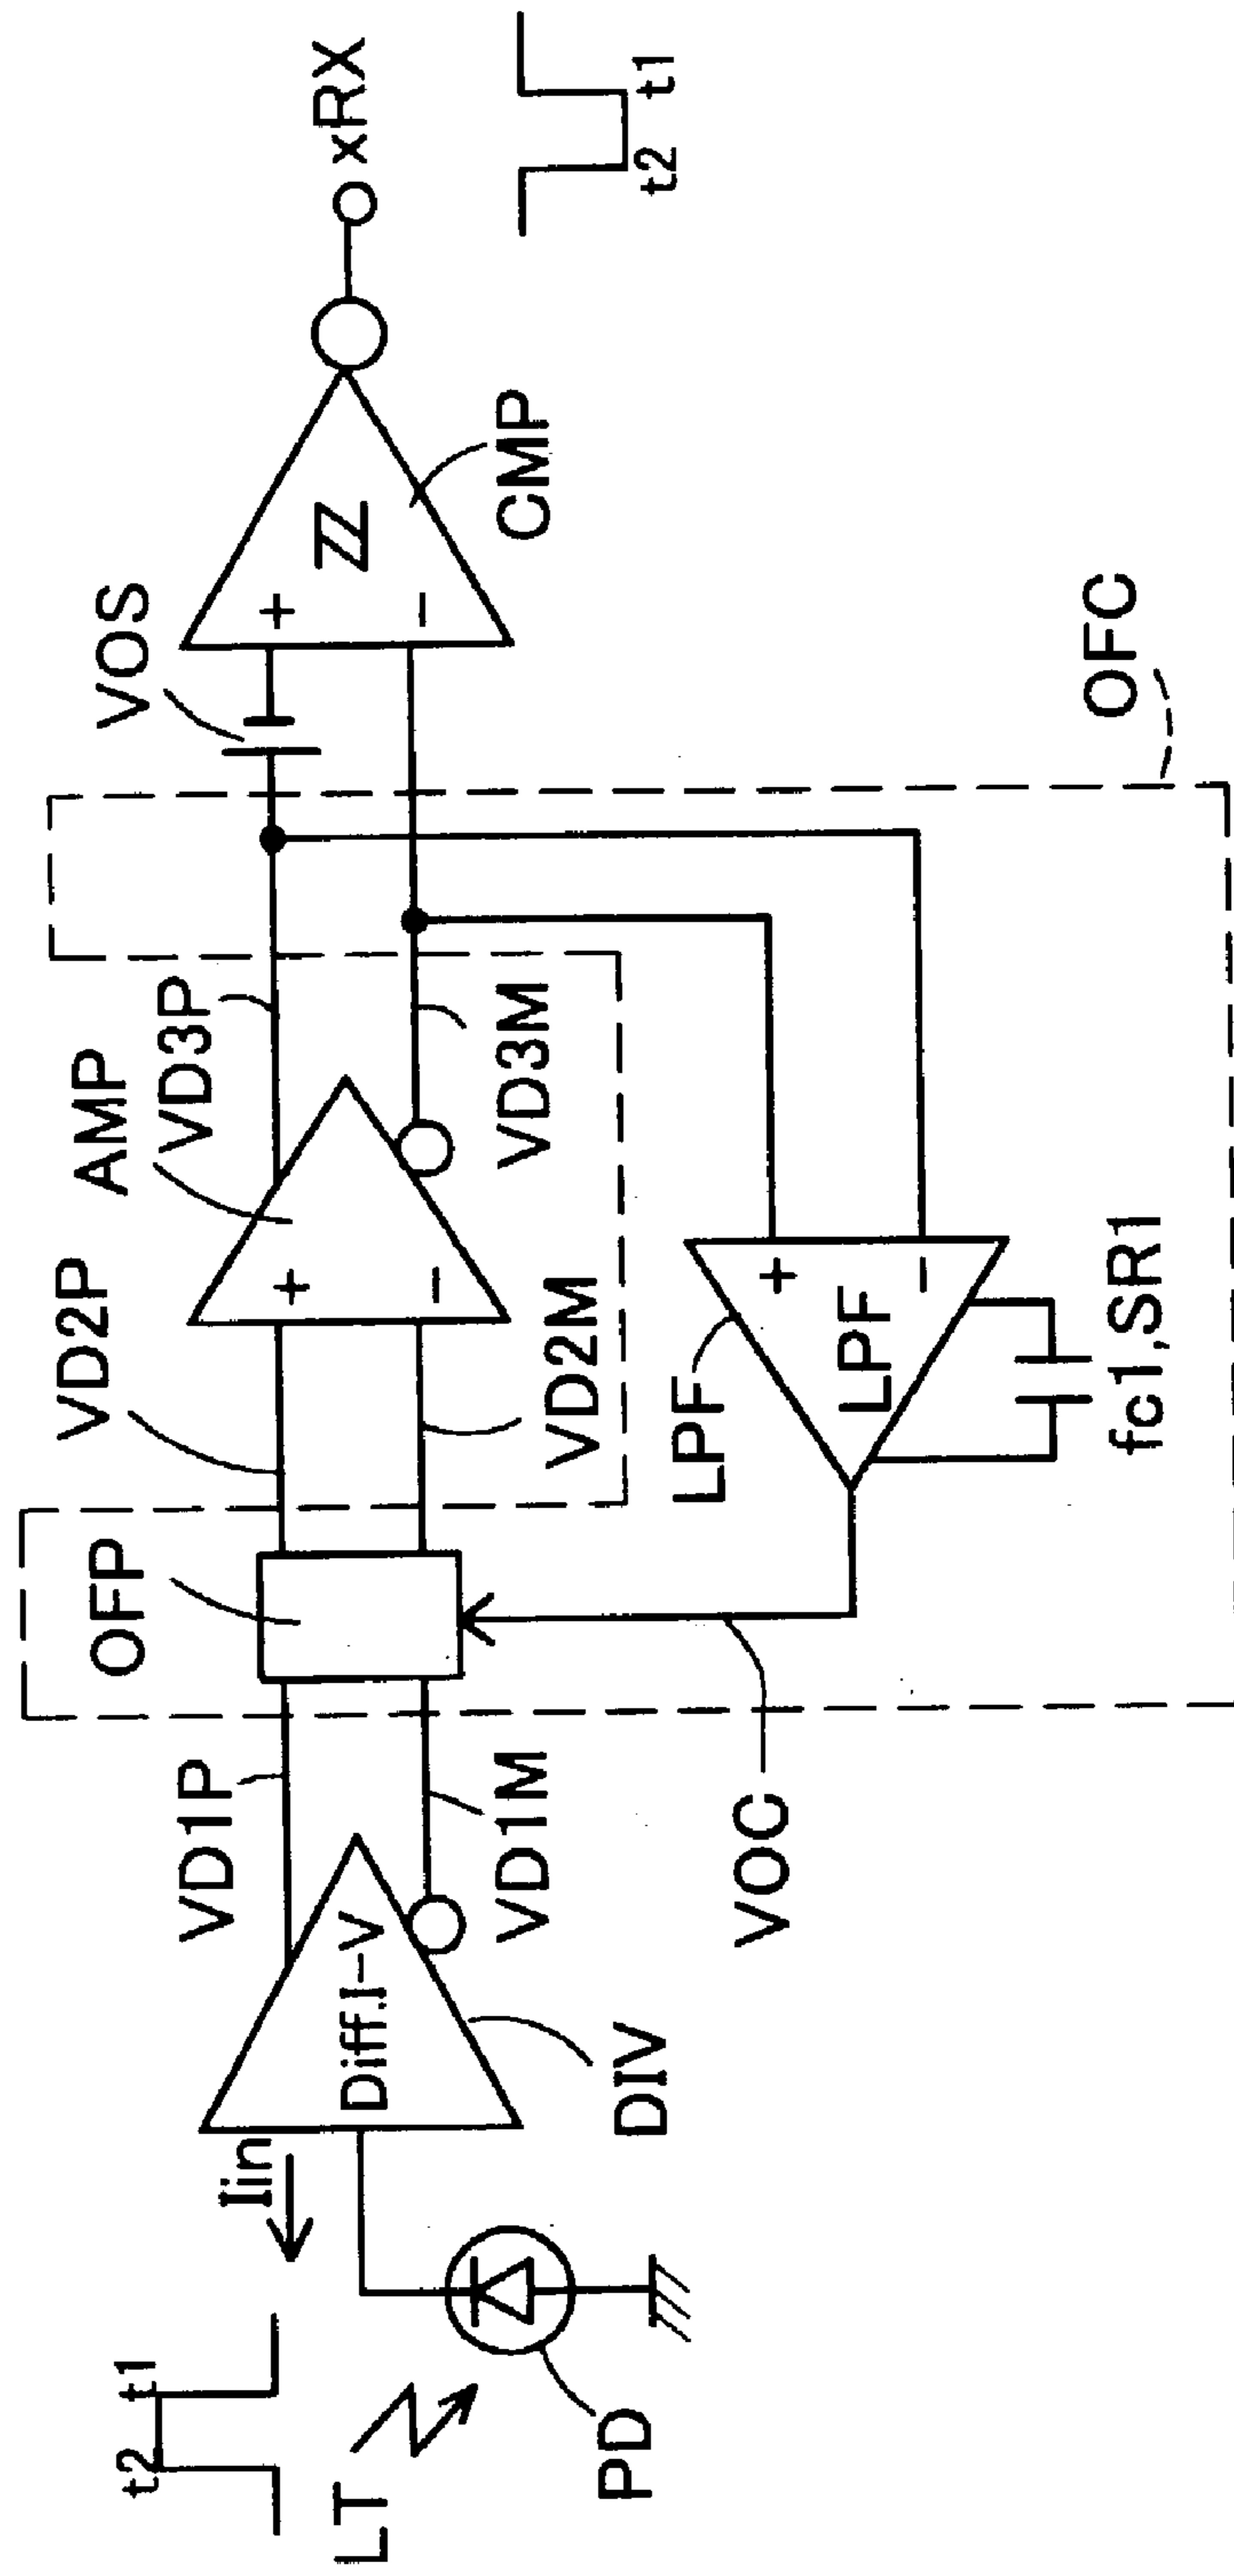 t2 t1
LT
PD
Iin
Diff.I-V
DIV
VD1P
VD1M
VOC
OFP
VD2P
VD2M
AMP
+
−
VD3P
VD3M
LPF
LPF
+
−
fc1,SR1
VOS
+
−
ZZ
CMP
OFC
xRX
t2 t1